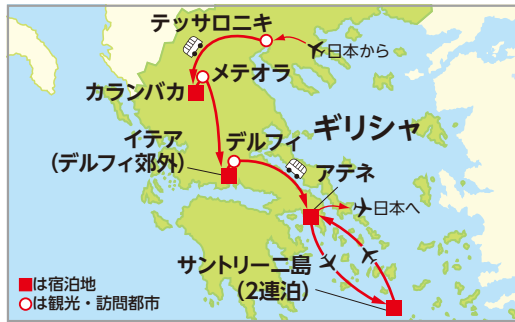 テッサロニキ
日本から
メテオラ
カランバカ
ギリシャ
イテア
(デルフィ郊外)
デルフィ
アテネ
日本へ
サントリーニ島
(2連泊)
■は宿泊地
○は観光・訪問都市